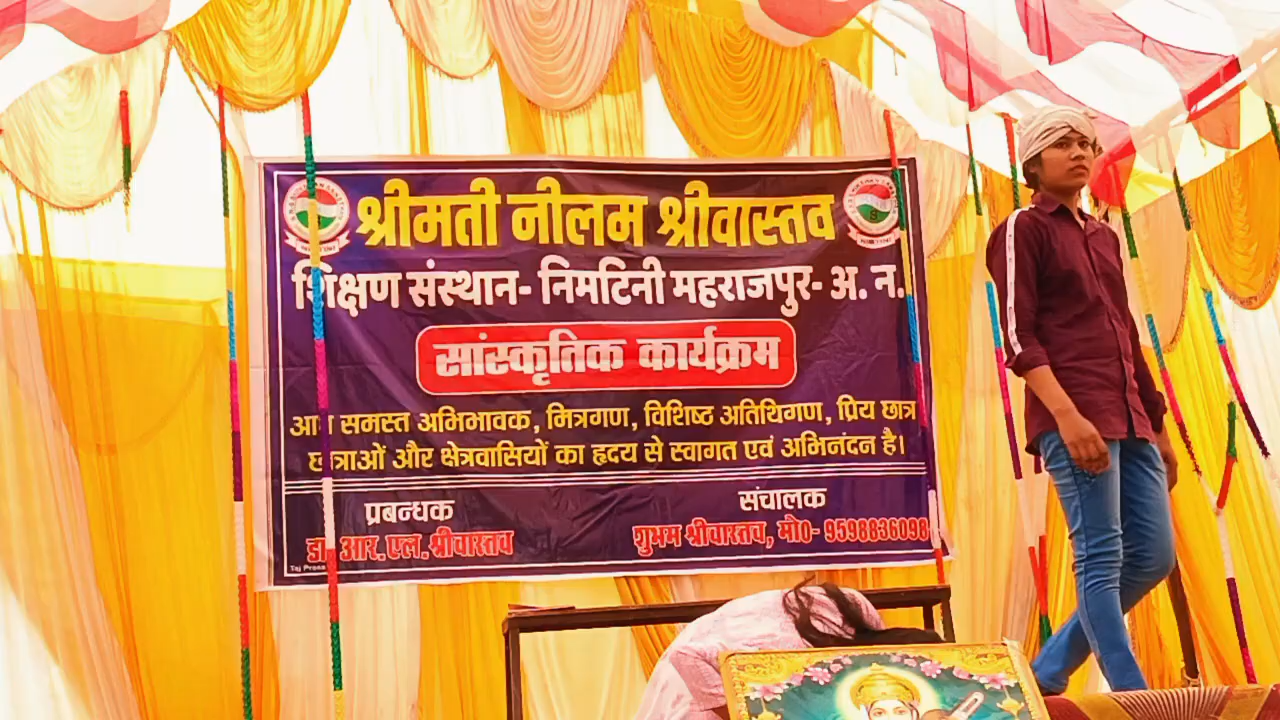 श्रीमती नीलम श्रीवास्तव
शिक्षण संस्थान- निमटिनी महराजपुर- अ. न.
सांस्कृतिक कार्यक्रम
आप समस्त अभिभावक, मित्रगण, विशिष्ट अतिथिगण, प्रिय छात्र
छात्राओं और क्षेत्रवासियों का हृदय से स्वागत एवं अभिनंदन है।
प्रबन्धक
डा. आर. एल. श्रीवास्तव
संचालक
शुभम श्रीवास्तव, मो0- 9598836098